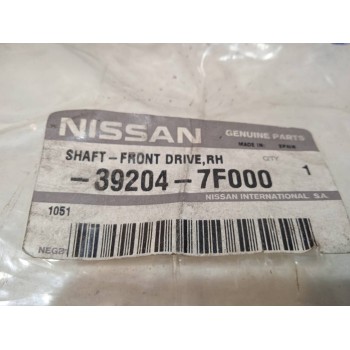 NISSAN
GENUINE PARTS
MADE IN: SPAIN
SHAFT-FRONT DRIVE,RH
QTY
-39204-7F000
1
1051
NISSAN INTERNATIONAL S.A.